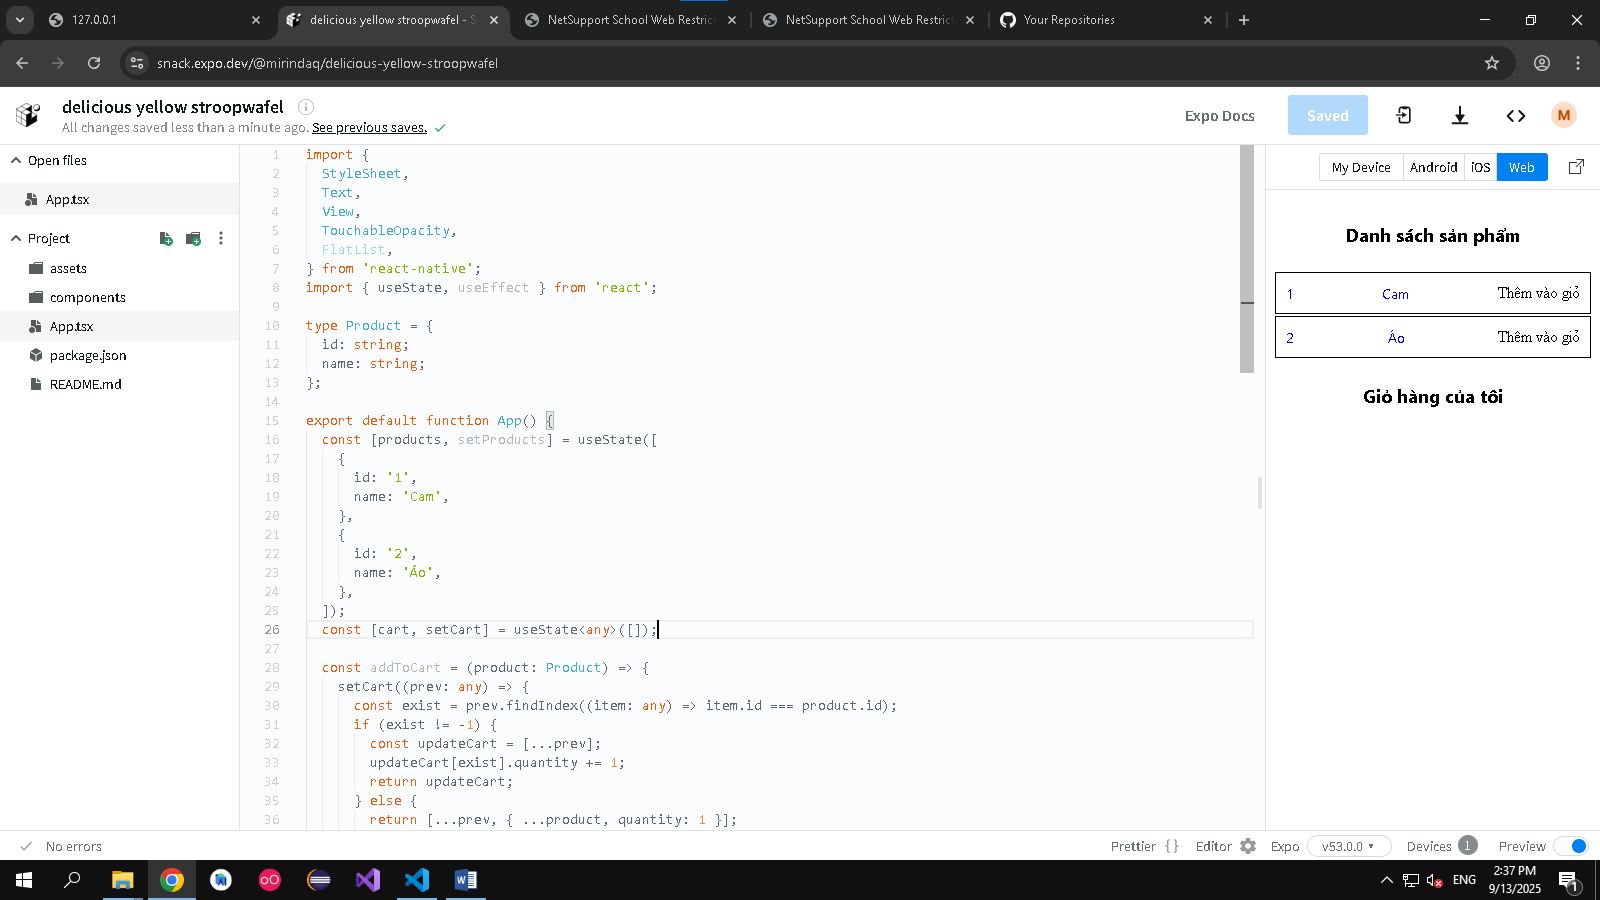 127.0.0.1
delicious yellow stroopwafel - S
NetSupport School Web Restric
NetSupport School Web Restric
Your Repositories
snack.expo.dev/@mirindaq/delicious-yellow-stroopwafel
delicious yellow stroopwafel
All changes saved less than a minute ago. See previous saves.
Expo Docs
Saved
M
Open files
App.tsx
Project
assets
components
App.tsx
package.json
README.md
1 import {
2 StyleSheet,
3 Text,
4 View,
5 TouchableOpacity,
6 FlatList,
7 } from 'react-native';
8 import { useState, useEffect } from 'react';
9
10 type Product = {
11 id: string;
12 name: string;
13 };
14
15 export default function App() {
16 const [products, setProducts] = useState([
17 {
18 id: '1',
19 name: 'Cam',
20 },
21 {
22 id: '2',
23 name: 'Áo',
24 },
25 ]);
26 const [cart, setCart] = useState<any>([]);
27
28 const addToCart = (product: Product) => {
29 setCart((prev: any) => {
30 const exist = prev.findIndex((item: any) => item.id === product.id);
31 if (exist != -1) {
32 const updateCart = [...prev];
33 updateCart[exist].quantity += 1;
34 return updateCart;
35 } else {
36 return [...prev, { ...product, quantity: 1 }];
My Device Android iOS Web
Danh sách sản phẩm
1 Cam Thêm vào giỏ
2 Áo Thêm vào giỏ
Giỏ hàng của tôi
No errors
Prettier {} Editor Expo v53.0.0 Devices 1 Preview
ENG
2:37 PM
9/13/2025
1